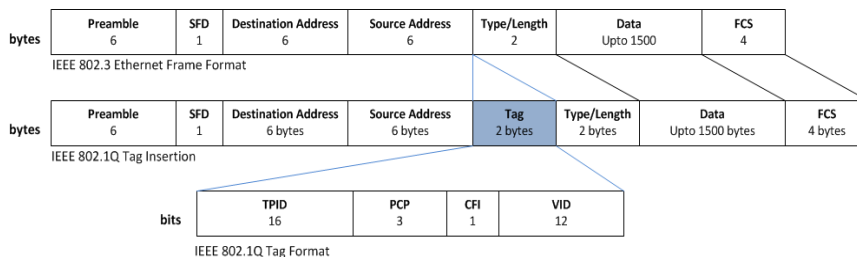 Preamble SFD Destination Address Source Address Type/Length Data FCS
bytes 6 1 6 6 2 Upto 1500 4
IEEE 802.3 Ethernet Frame Format
Preamble SFD Destination Address Source Address Tag Type/Length Data FCS
bytes 6 1 6 bytes 6 bytes 2 bytes 2 bytes Upto 1500 bytes 4 bytes
IEEE 802.1Q Tag Insertion
TPID PCP CFI VID
bits 16 3 1 12
IEEE 802.1Q Tag Format